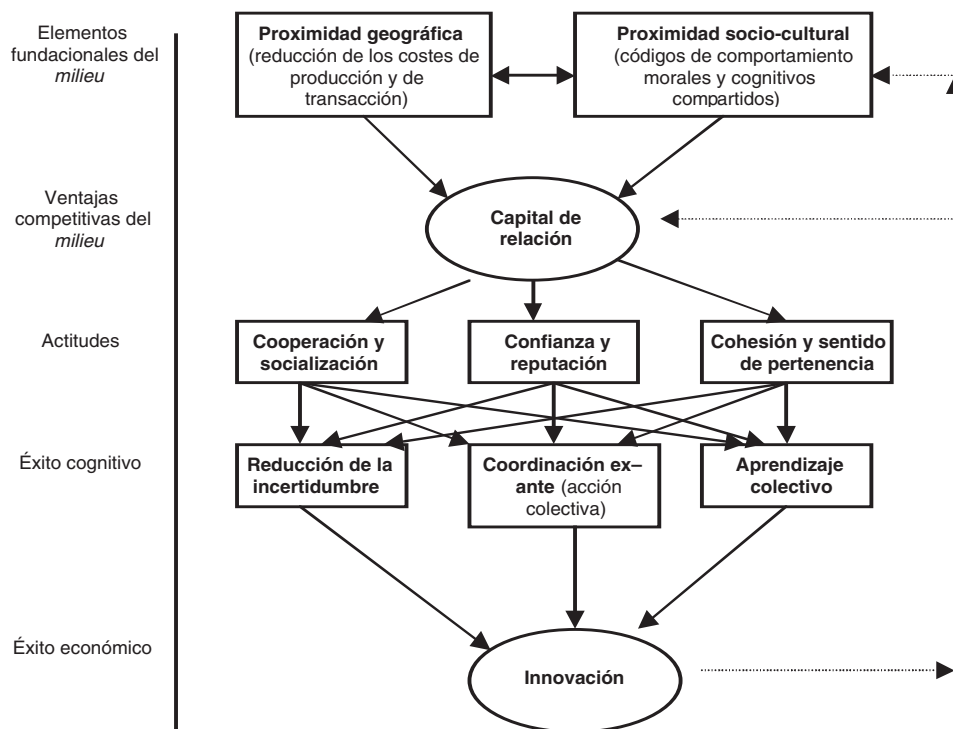 Elementos
fundacionales del
milieu
Proximidad geográfica
(reducción de los costes de
producción y de
transacción)
Proximidad socio-cultural
(códigos de comportamiento
morales y cognitivos
compartidos)
Ventajas
competitivas del
milieu
Capital de
relación
Actitudes
Cooperación y
socialización
Confianza y
reputación
Cohesión y sentido
de pertenencia
Éxito cognitivo
Reducción de la
incertidumbre
Coordinación ex–
ante (acción
colectiva)
Aprendizaje
colectivo
Éxito económico
Innovación